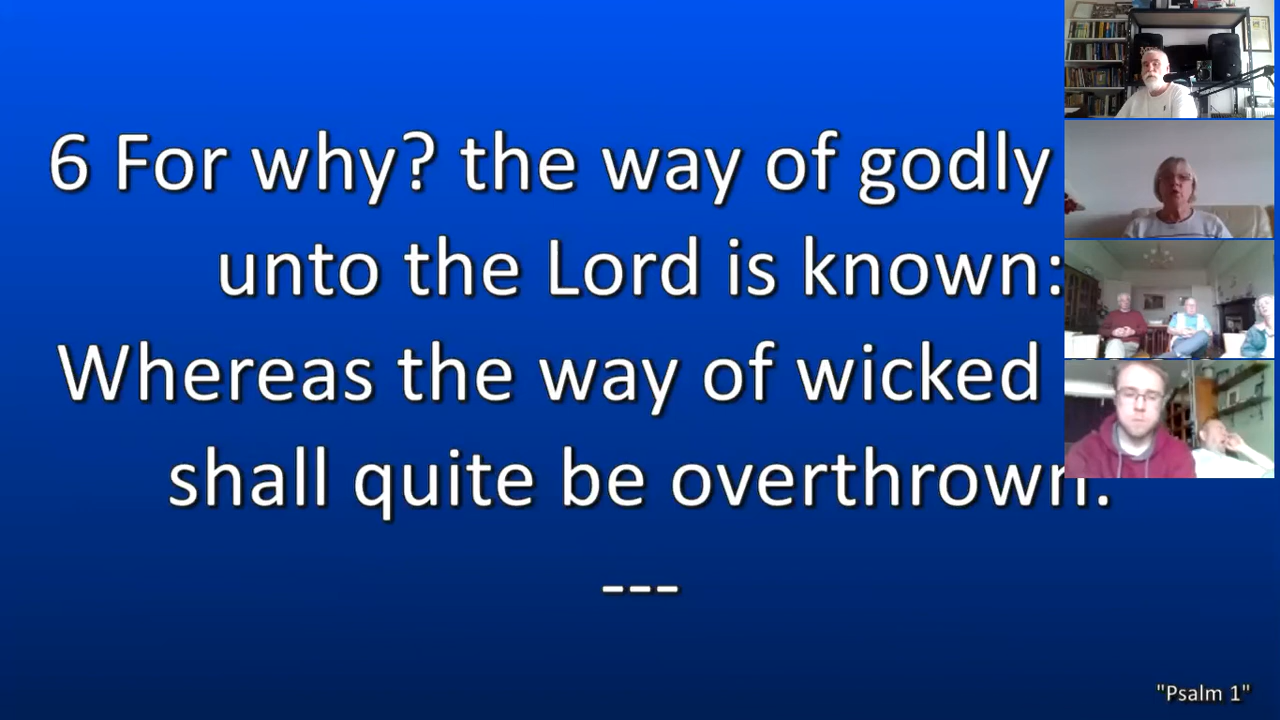 6 For why? the way of godly
unto the Lord is known:
Whereas the way of wicked
shall quite be overthrown.
---
"Psalm 1"